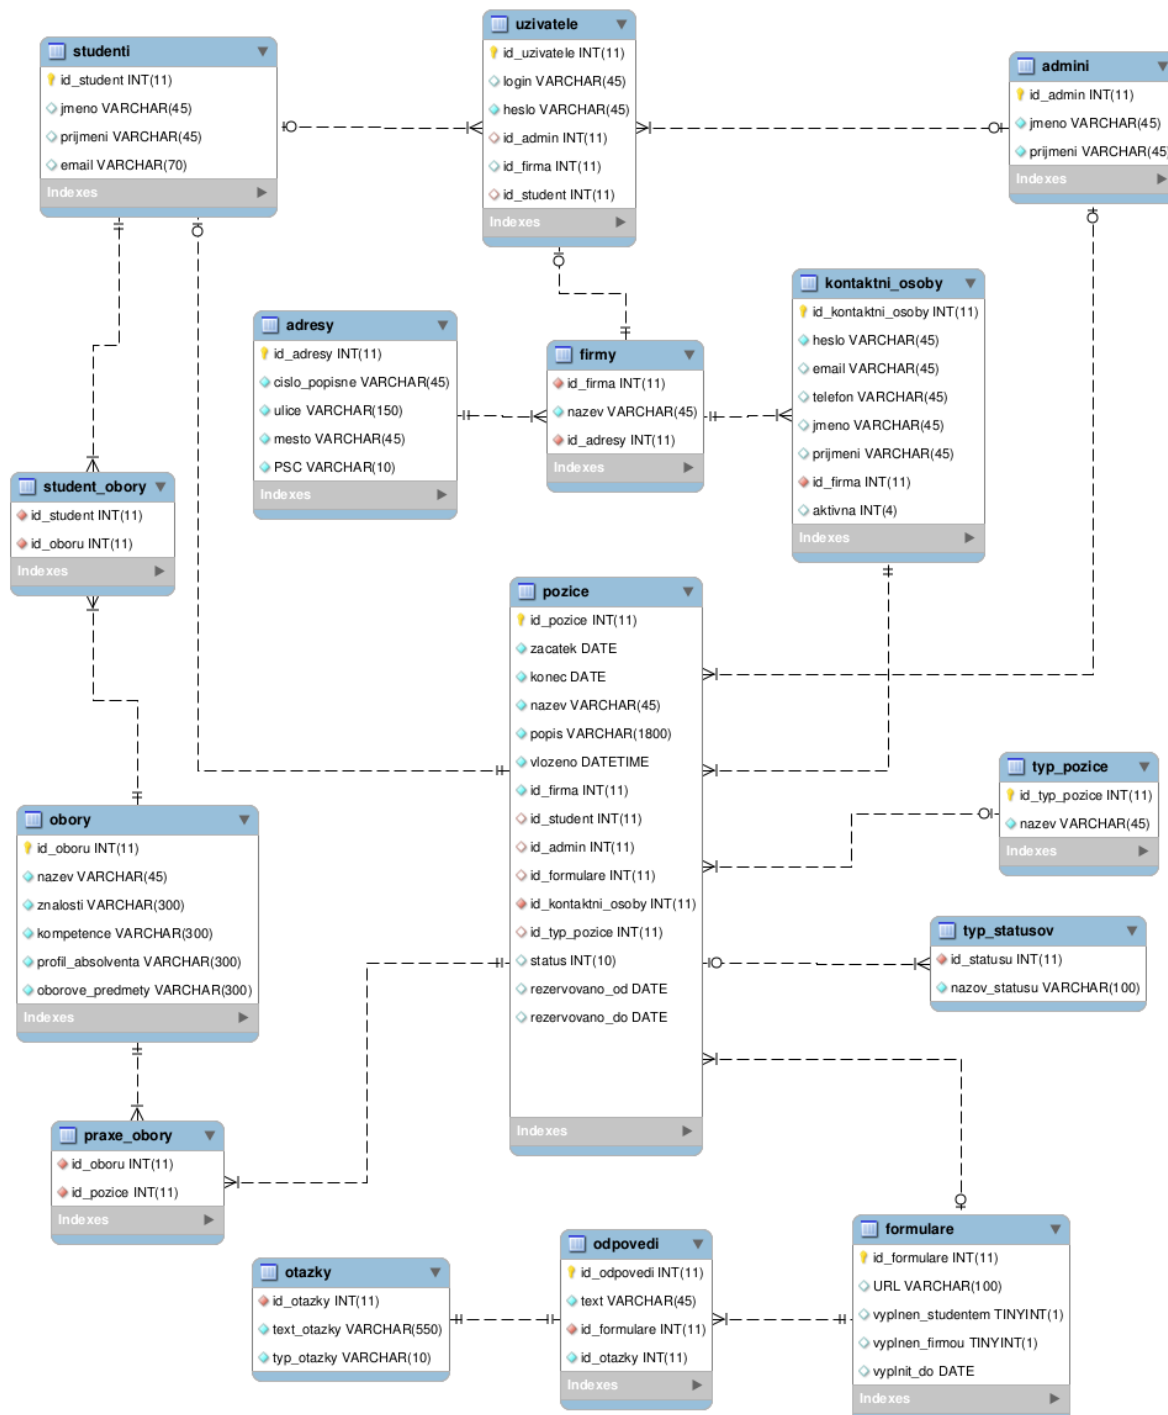 studenti
id_student INT(11)
jmeno VARCHAR(45)
prijmeni VARCHAR(45)
email VARCHAR(70)
Indexes
uzivatele
id_uzivatele INT(11)
login VARCHAR(45)
heslo VARCHAR(45)
id_admin INT(11)
id_firma INT(11)
id_student INT(11)
Indexes
admini
id_admin INT(11)
jmeno VARCHAR(45)
prijmeni VARCHAR(45)
Indexes
adresy
id_adresy INT(11)
cislo_popisne VARCHAR(45)
ulice VARCHAR(150)
mesto VARCHAR(45)
PSC VARCHAR(10)
Indexes
firmy
id_firma INT(11)
nazev VARCHAR(45)
id_adresy INT(11)
Indexes
kontaktni_osoby
id_kontaktni_osoby INT(11)
heslo VARCHAR(45)
email VARCHAR(45)
telefon VARCHAR(45)
jmeno VARCHAR(45)
prijmeni VARCHAR(45)
id_firma INT(11)
aktivna INT(4)
Indexes
student_obory
id_student INT(11)
id_oboru INT(11)
Indexes
pozice
id_pozice INT(11)
zacatek DATE
konec DATE
nazev VARCHAR(45)
popis VARCHAR(1800)
vlozeno DATETIME
id_firma INT(11)
id_student INT(11)
id_admin INT(11)
id_formulare INT(11)
id_kontaktni_osoby INT(11)
id_typ_pozice INT(11)
status INT(10)
rezervovano_od DATE
rezervovano_do DATE
Indexes
typ_pozice
id_typ_pozice INT(11)
nazev VARCHAR(45)
Indexes
obory
id_oboru INT(11)
nazev VARCHAR(45)
znalosti VARCHAR(300)
kompetence VARCHAR(300)
profil_absolventa VARCHAR(300)
oborove_predmety VARCHAR(300)
Indexes
typ_statusov
id_statusu INT(11)
nazov_statusu VARCHAR(100)
praxe_obory
id_oboru INT(11)
id_pozice INT(11)
Indexes
otazky
id_otazky INT(11)
text_otazky VARCHAR(550)
typ_otazky VARCHAR(10)
odpovedi
id_odpovedi INT(11)
text VARCHAR(45)
id_formulare INT(11)
id_otazky INT(11)
Indexes
formulare
id_formulare INT(11)
URL VARCHAR(100)
vyplnen_studentem TINYINT(1)
vyplnen_firmou TINYINT(1)
vyplnit_do DATE
Indexes